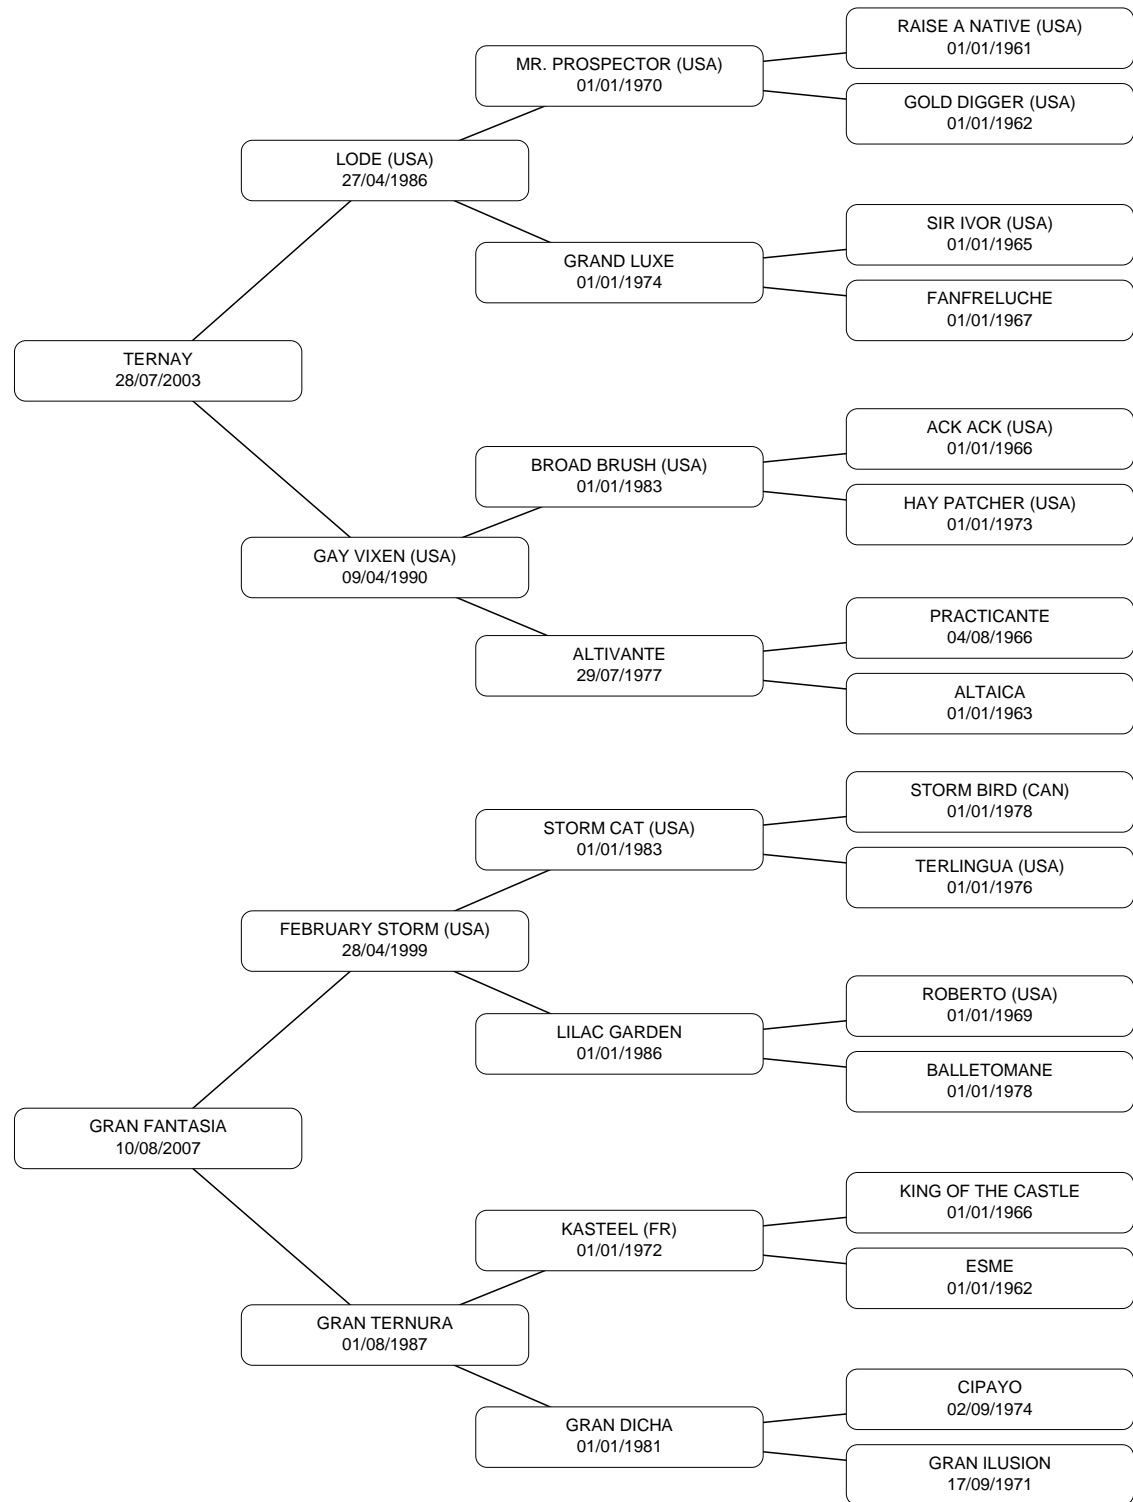 RAISE A NATIVE (USA)
01/01/1961
MR. PROSPECTOR (USA)
01/01/1970
GOLD DIGGER (USA)
01/01/1962
LODE (USA)
27/04/1986
SIR IVOR (USA)
01/01/1965
GRAND LUXE
01/01/1974
FANFRELUCHE
01/01/1967
TERNAY
28/07/2003
ACK ACK (USA)
01/01/1966
BROAD BRUSH (USA)
01/01/1983
HAY PATCHER (USA)
01/01/1973
GAY VIXEN (USA)
09/04/1990
PRACTICANTE
04/08/1966
ALTIVANTE
29/07/1977
ALTAICA
01/01/1963
STORM BIRD (CAN)
01/01/1978
STORM CAT (USA)
01/01/1983
TERLINGUA (USA)
01/01/1976
FEBRUARY STORM (USA)
28/04/1999
ROBERTO (USA)
01/01/1969
LILAC GARDEN
01/01/1986
BALLETOMANE
01/01/1978
GRAN FANTASIA
10/08/2007
KING OF THE CASTLE
01/01/1966
KASTEEL (FR)
01/01/1972
ESME
01/01/1962
GRAN TERNURA
01/08/1987
CIPAYO
02/09/1974
GRAN DICHA
01/01/1981
GRAN ILUSION
17/09/1971